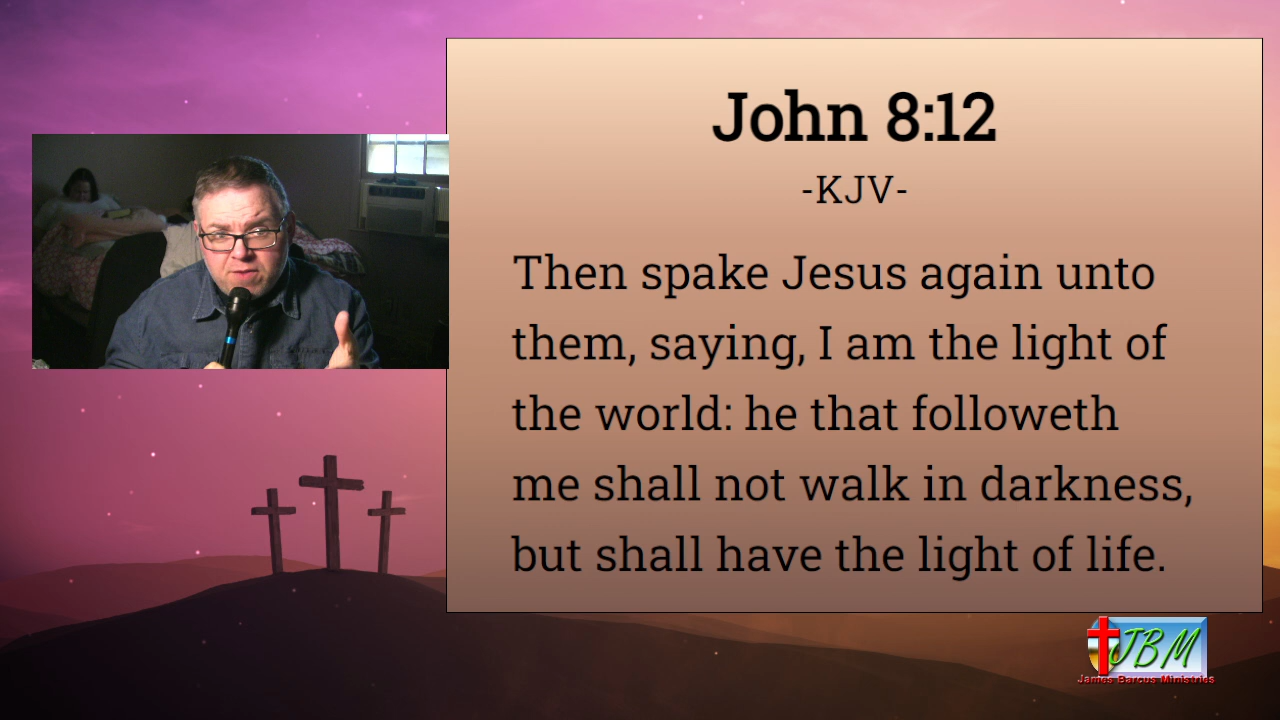 John 8:12
-KJV-
Then spake Jesus again unto
them, saying, I am the light of
the world: he that followeth
me shall not walk in darkness,
but shall have the light of life.
JBM
James Barcus Ministries